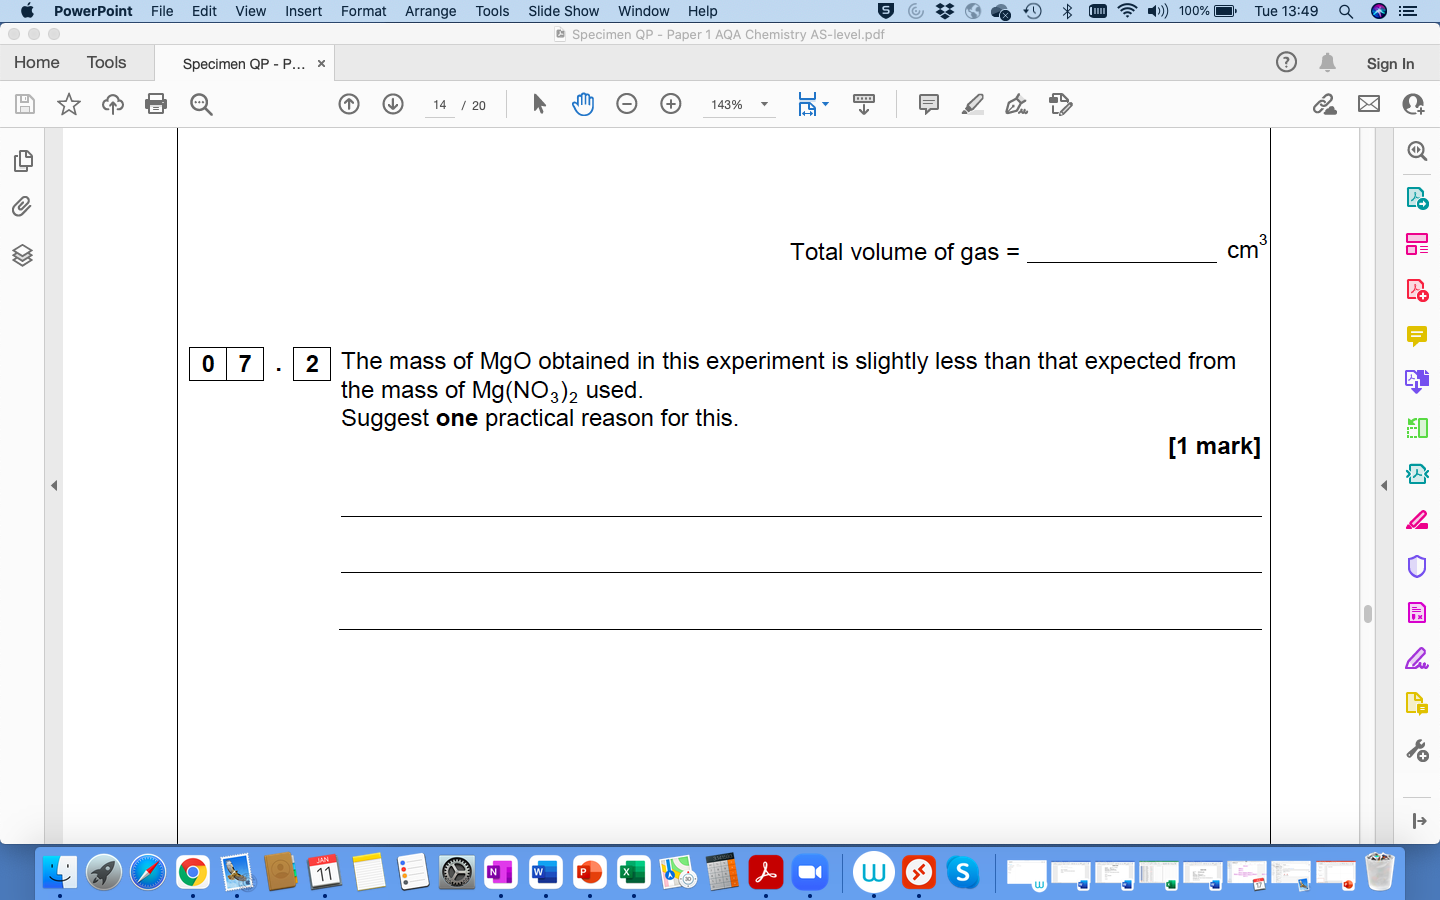 PowerPoint File Edit View Insert Format Arrange Tools Slide Show Window Help 100% Tue 13:49
Specimen QP - Paper 1 AQA Chemistry AS-level.pdf
Home Tools Specimen QP - P... × Sign In
14 / 20 143%
Total volume of gas = ______ cm³
0 7 . 2 The mass of MgO obtained in this experiment is slightly less than that expected from
the mass of Mg(NO₃)₂ used.
Suggest one practical reason for this.
[1 mark]
JAN
11